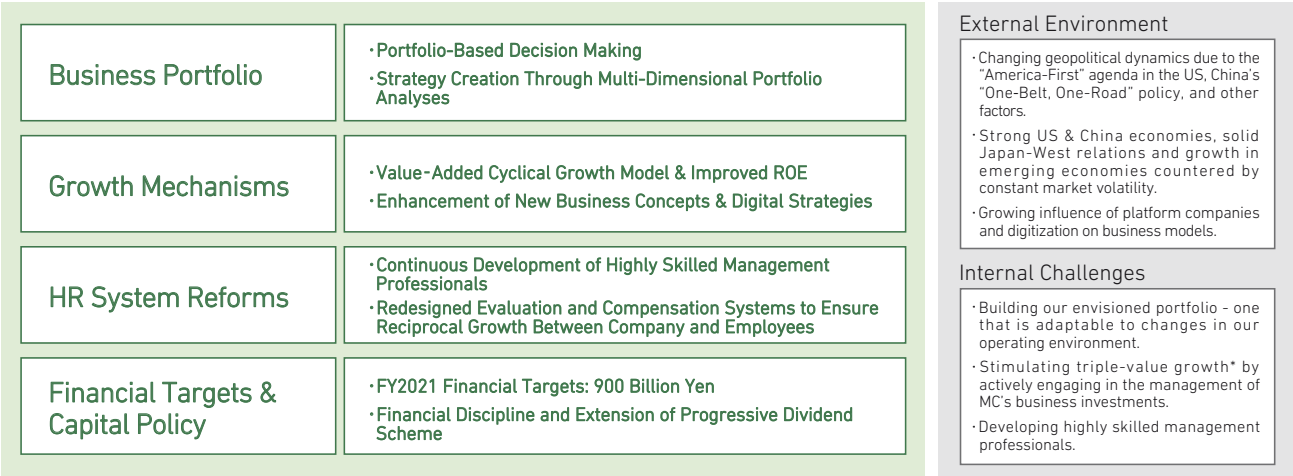 Business Portfolio
・Portfolio-Based Decision Making
・Strategy Creation Through Multi-Dimensional Portfolio
Analyses
Growth Mechanisms
・Value-Added Cyclical Growth Model & Improved ROE
・Enhancement of New Business Concepts & Digital Strategies
HR System Reforms
・Continuous Development of Highly Skilled Management
Professionals
・Redesigned Evaluation and Compensation Systems to Ensure
Reciprocal Growth Between Company and Employees
Financial Targets &
Capital Policy
・FY2021 Financial Targets: 900 Billion Yen
・Financial Discipline and Extension of Progressive Dividend
Scheme
External Environment
・Changing geopolitical dynamics due to the
“America-First” agenda in the US, China’s
“One-Belt, One-Road” policy, and other
factors.
・Strong US & China economies, solid
Japan-West relations and growth in
emerging economies countered by
constant market volatility.
・Growing influence of platform companies
and digitization on business models.
Internal Challenges
・Building our envisioned portfolio - one
that is adaptable to changes in our
operating environment.
・Stimulating triple-value growth* by
actively engaging in the management of
MC’s business investments.
・Developing highly skilled management
professionals.